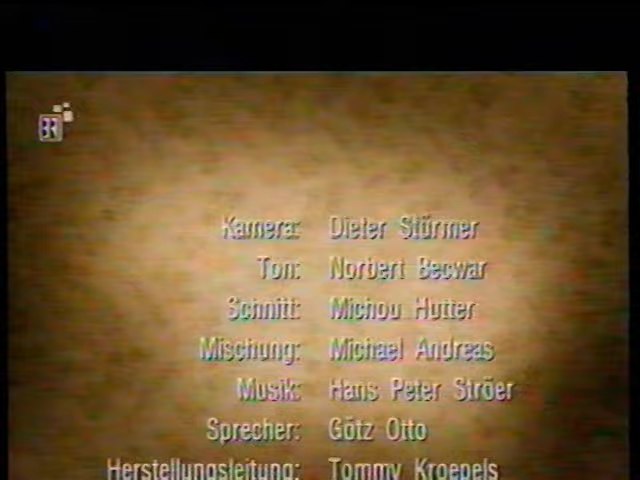 BR
Kamera: Dieter Stürmer
Ton: Norbert Becwar
Schnitt: Michou Hutter
Mischung: Michael Andreas
Musik: Hans Peter Ströer
Sprecher: Götz Otto
Herstellungsleitung: Tommy Kroepels